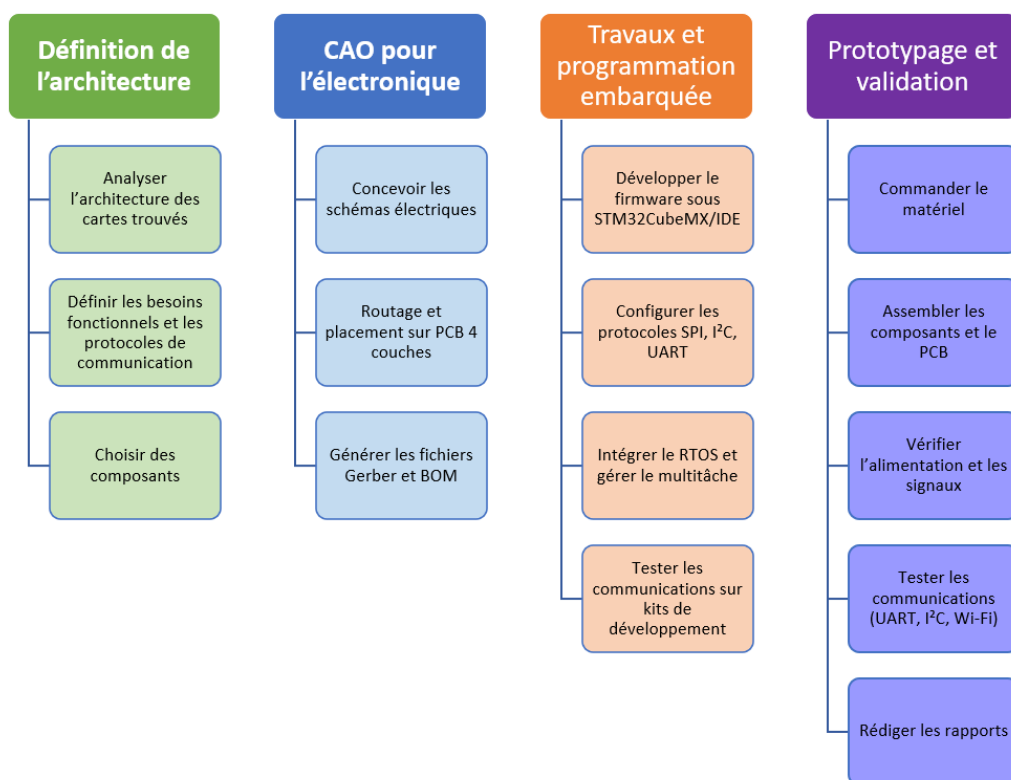 Définition de
l’architecture
Analyser
l’architecture des
cartes trouvés
Définir les besoins
fonctionnels et les
protocoles de
communication
Choisir des
composants
CAO pour
l’électronique
Concevoir les
schémas électriques
Routage et
placement sur PCB 4
couches
Générer les fichiers
Gerber et BOM
Travaux et
programmation
embarquée
Développer le
firmware sous
STM32CubeMX/IDE
Configurer les
protocoles SPI, I²C,
UART
Intégrer le RTOS et
gérer le multitâche
Tester les
communications sur
kits de
développement
Prototypage et
validation
Commander le
matériel
Assembler les
composants et le
PCB
Vérifier
l’alimentation et les
signaux
Tester les
communications
(UART, I²C, Wi-Fi)
Rédiger les rapports